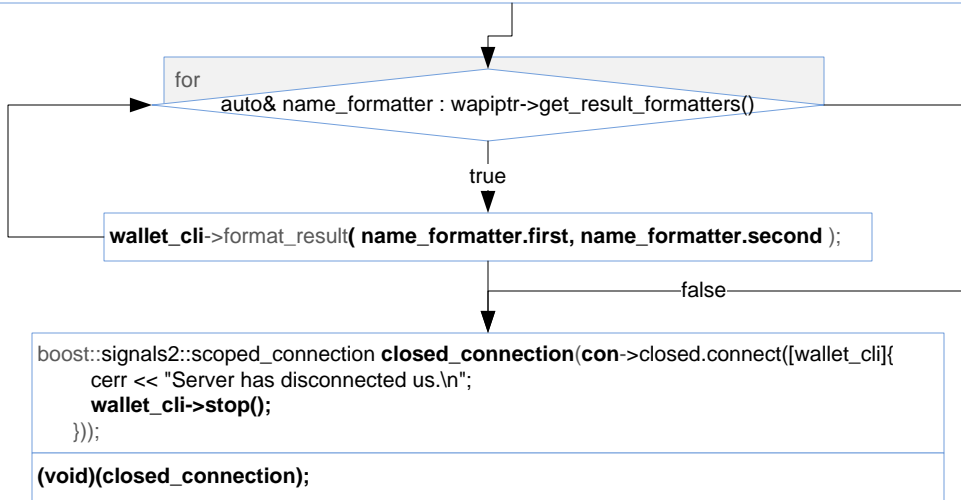 for
auto& name_formatter : wapiptr->get_result_formatters()
true
wallet_cli->format_result( name_formatter.first, name_formatter.second );
false
boost::signals2::scoped_connection closed_connection(con->closed.connect([wallet_cli]{
cerr << "Server has disconnected us.\n";
wallet_cli->stop();
}));
(void)(closed_connection);